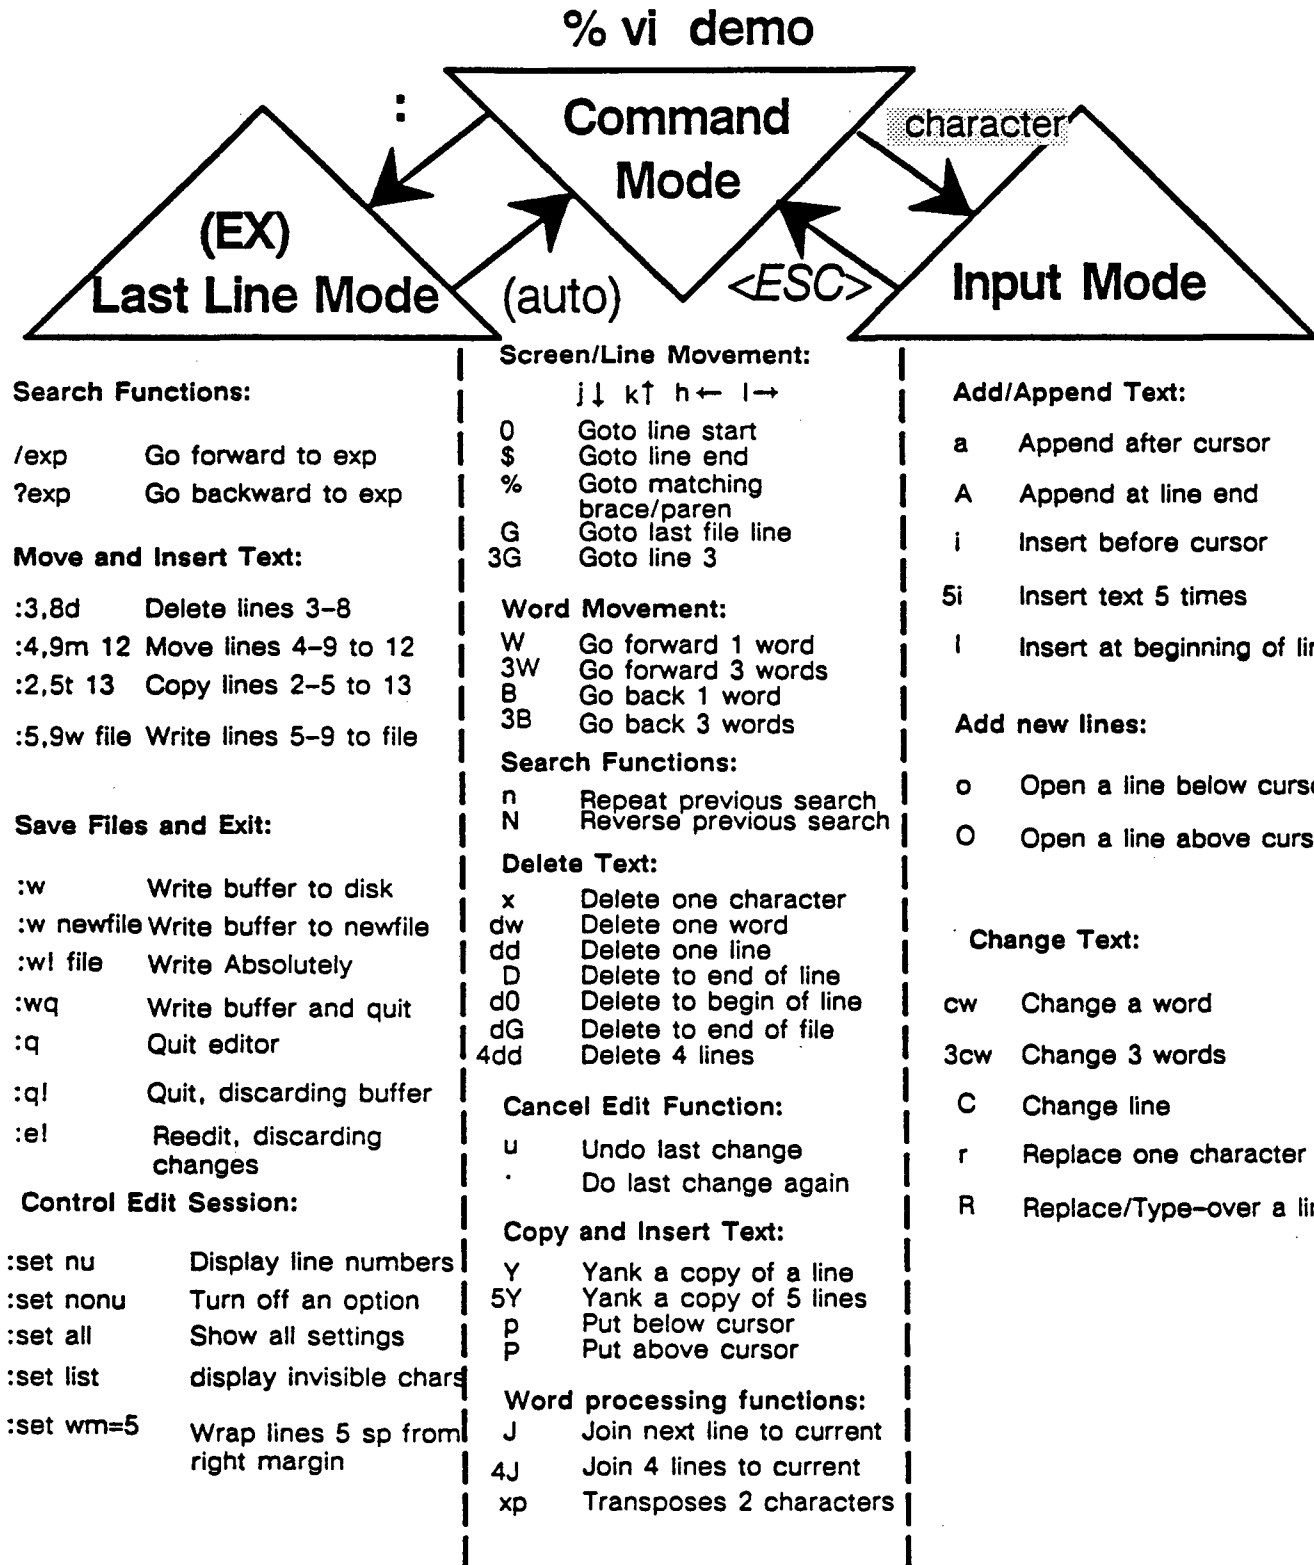 % vi demo
:
Command
Mode
character
(EX)
Last Line Mode
(auto)
<ESC>
Input Mode
Search Functions:
/exp Go forward to exp
?exp Go backward to exp
Move and Insert Text:
:3,8d Delete lines 3–8
:4,9m 12 Move lines 4–9 to 12
:2,5t 13 Copy lines 2–5 to 13
:5,9w file Write lines 5–9 to file
Save Files and Exit:
:w Write buffer to disk
:w newfile Write buffer to newfile
:w! file Write Absolutely
:wq Write buffer and quit
:q Quit editor
:q! Quit, discarding buffer
:e! Reedit, discarding
changes
Control Edit Session:
:set nu Display line numbers
:set nonu Turn off an option
:set all Show all settings
:set list display invisible chars
:set wm=5 Wrap lines 5 sp from
right margin
Screen/Line Movement:
j↓ k↑ h← l→
0 Goto line start
$ Goto line end
% Goto matching
brace/paren
G Goto last file line
3G Goto line 3
Word Movement:
W Go forward 1 word
3W Go forward 3 words
B Go back 1 word
3B Go back 3 words
Search Functions:
n Repeat previous search
N Reverse previous search
Delete Text:
x Delete one character
dw Delete one word
dd Delete one line
D Delete to end of line
d0 Delete to begin of line
dG Delete to end of file
4dd Delete 4 lines
Cancel Edit Function:
u Undo last change
. Do last change again
Copy and Insert Text:
Y Yank a copy of a line
5Y Yank a copy of 5 lines
p Put below cursor
P Put above cursor
Word processing functions:
J Join next line to current
4J Join 4 lines to current
xp Transposes 2 characters
Add/Append Text:
a Append after cursor
A Append at line end
i Insert before cursor
5i Insert text 5 times
I Insert at beginning of lin
Add new lines:
o Open a line below curso
O Open a line above curs
Change Text:
cw Change a word
3cw Change 3 words
C Change line
r Replace one character
R Replace/Type–over a lin